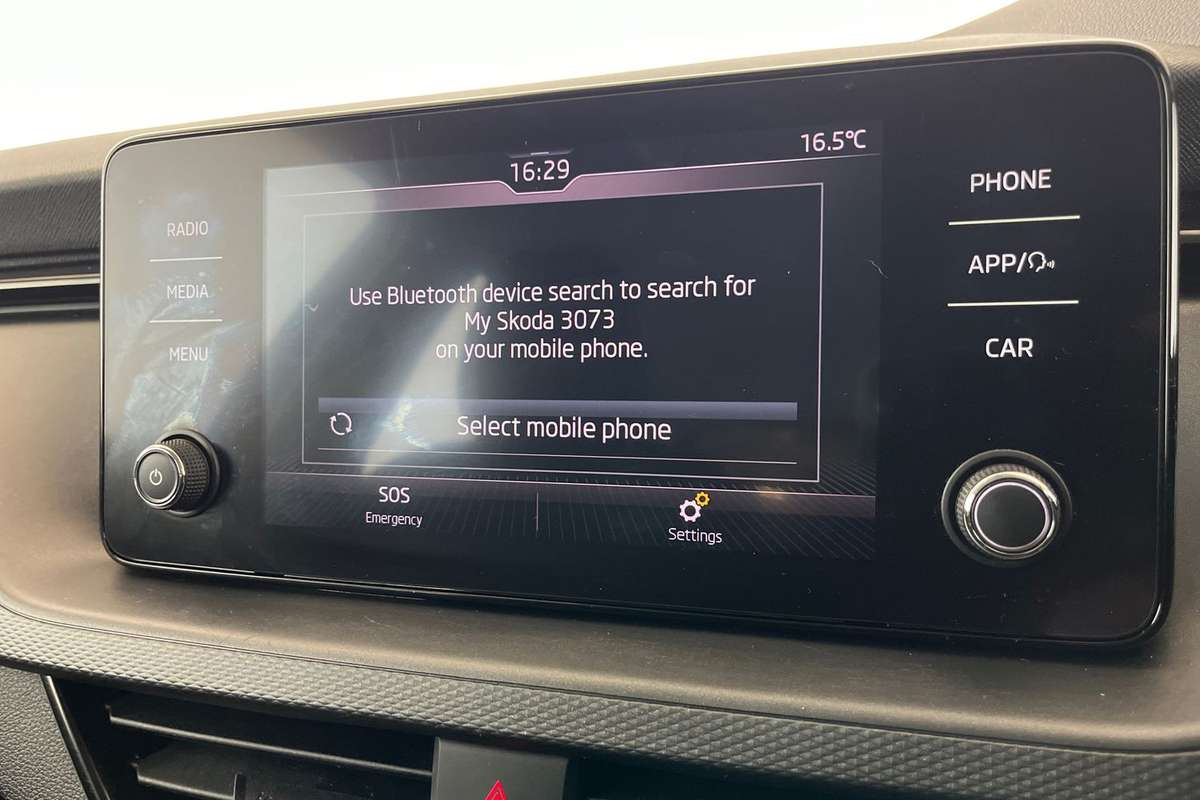 16:29
16.5°C
RADIO
MEDIA
MENU
Use Bluetooth device search to search for
My Skoda 3073
on your mobile phone.
Select mobile phone
SOS
Emergency
Settings
PHONE
APP/
CAR